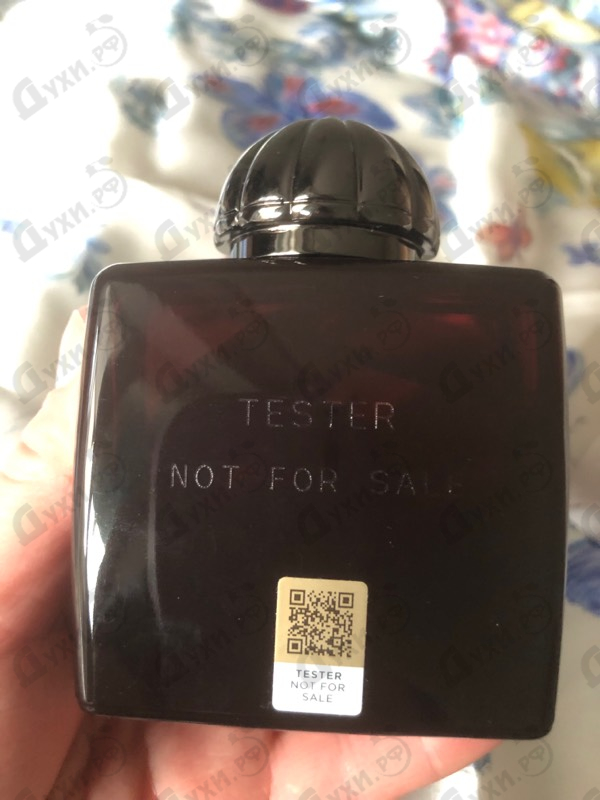 TESTER
NOT FOR SALE
TESTER
NOT FOR
SALE
Духи.РФ